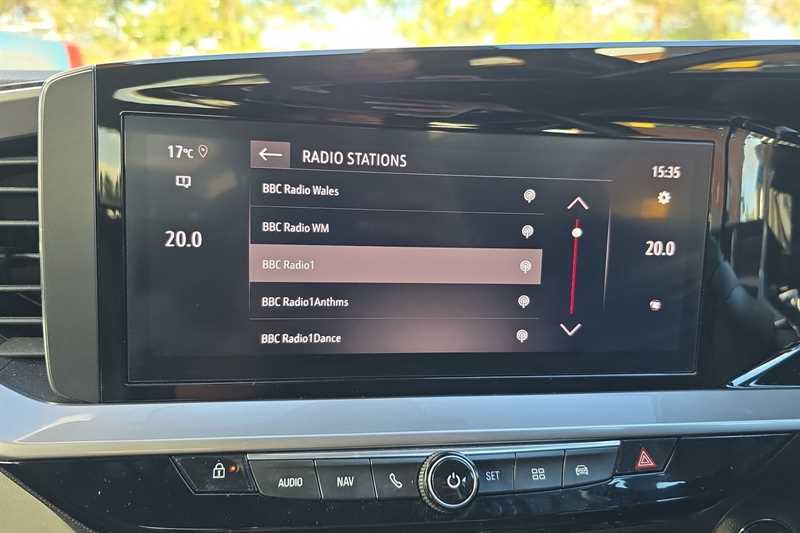 17°C
RADIO STATIONS
15:35
BBC Radio Wales
BBC Radio WM
20.0
20.0
BBC Radio1
BBC Radio1Anthms
BBC Radio1Dance
AUDIO
NAV
SET